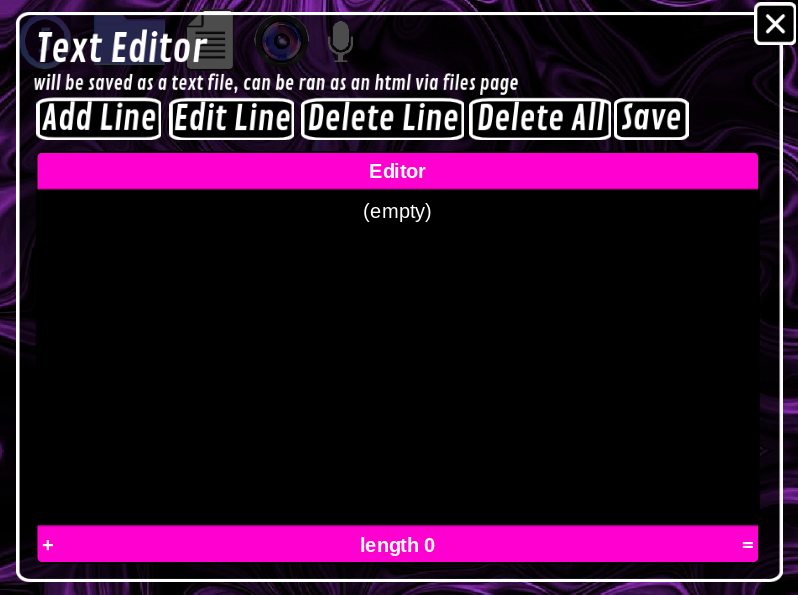 Text Editor
will be saved as a text file, can be ran as an html via files page
Add Line Edit Line Delete Line Delete All Save
Editor
(empty)
+ length 0 =